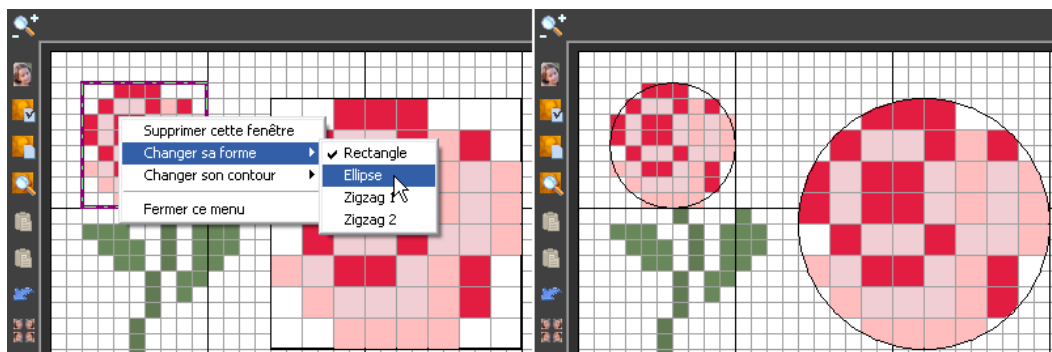 Supprimer cette fenêtre
Changer sa forme
Changer son contour
Fermer ce menu
Rectangle
Ellipse
Zigzag 1
Zigzag 2